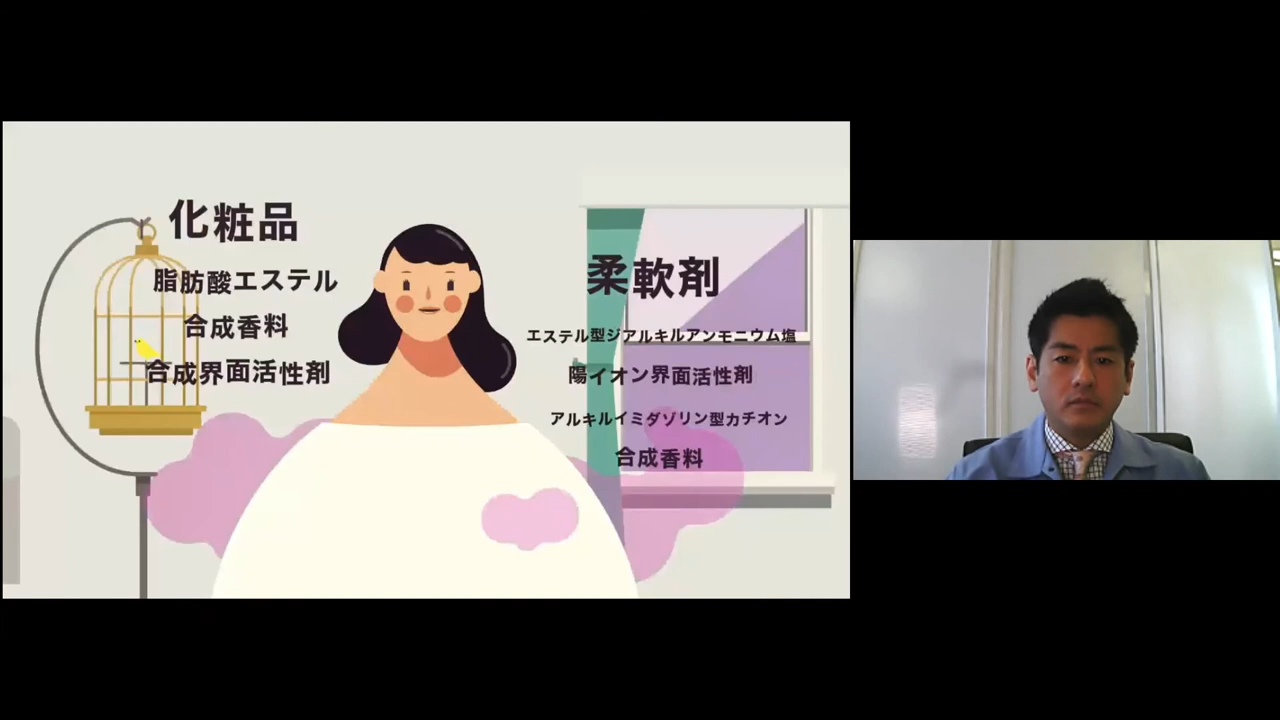 化粧品
脂肪酸エステル
合成香料
合成界面活性剤
柔軟剤
エステル型ジアルキルアンモニウム塩
陽イオン界面活性剤
アルキルイミダゾリン型カチオン
合成香料